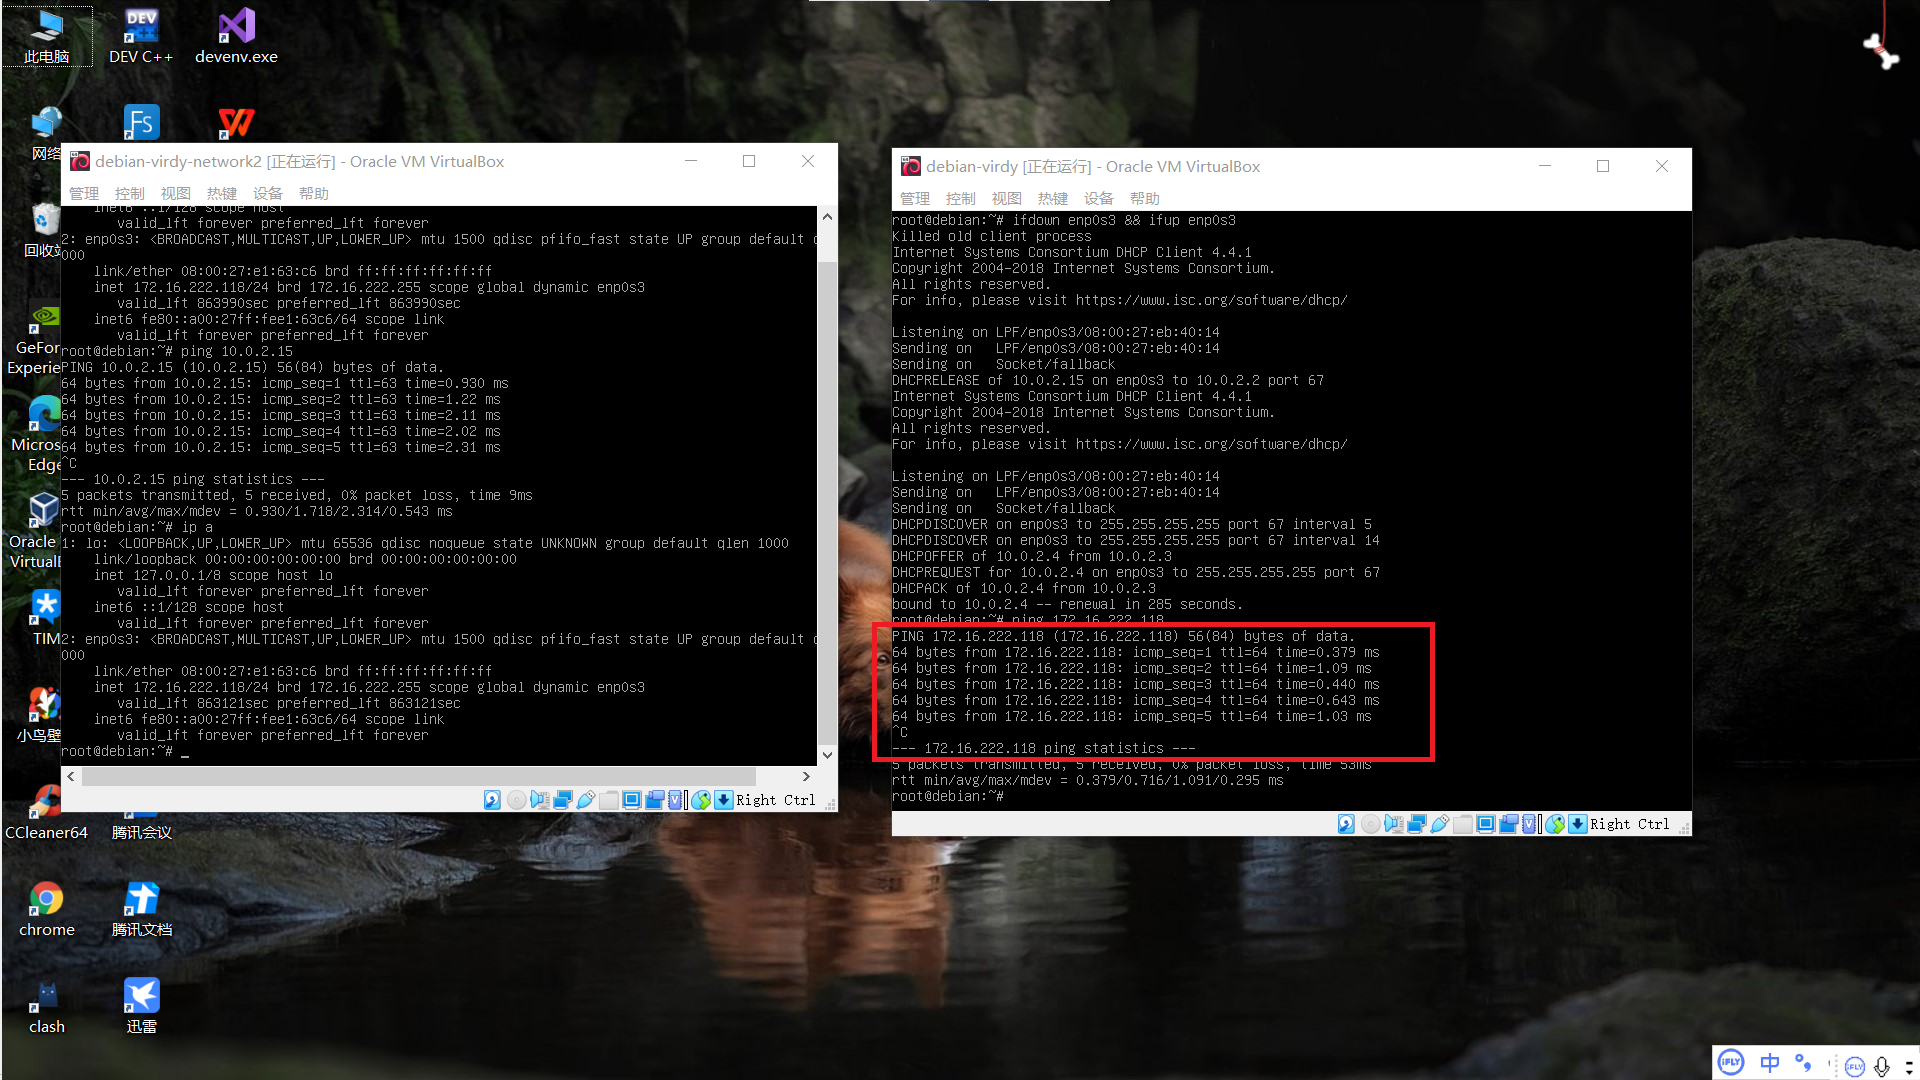 此电脑
DEV C++
devenv.exe
网络
回收站
GeFor
Experie
Micros
Edge
Oracle
Virtuall
TIM
小鸟壁
CCleaner64
腾讯会议
chrome
腾讯文档
clash
迅雷
debian-virdy-network2 [正在运行] - Oracle VM VirtualBox
管理 控制 视图 热键 设备 帮助
inet6 ::1/128 scope host
valid_lft forever preferred_lft forever
2: enp0s3: <BROADCAST,MULTICAST,UP,LOWER_UP> mtu 1500 qdisc pfifo_fast state UP group default q
000
link/ether 08:00:27:e1:63:c6 brd ff:ff:ff:ff:ff:ff
inet 172.16.222.118/24 brd 172.16.222.255 scope global dynamic enp0s3
valid_lft 863990sec preferred_lft 863990sec
inet6 fe80::a00:27ff:fee1:63c6/64 scope link
valid_lft forever preferred_lft forever
root@debian:~# ping 10.0.2.15
PING 10.0.2.15 (10.0.2.15) 56(84) bytes of data.
64 bytes from 10.0.2.15: icmp_seq=1 ttl=63 time=0.930 ms
64 bytes from 10.0.2.15: icmp_seq=2 ttl=63 time=1.22 ms
64 bytes from 10.0.2.15: icmp_seq=3 ttl=63 time=2.11 ms
64 bytes from 10.0.2.15: icmp_seq=4 ttl=63 time=2.02 ms
64 bytes from 10.0.2.15: icmp_seq=5 ttl=63 time=2.31 ms
^C
--- 10.0.2.15 ping statistics ---
5 packets transmitted, 5 received, 0% packet loss, time 9ms
rtt min/avg/max/mdev = 0.930/1.718/2.314/0.543 ms
root@debian:~# ip a
1: lo: <LOOPBACK,UP,LOWER_UP> mtu 65536 qdisc noqueue state UNKNOWN group default qlen 1000
link/loopback 00:00:00:00:00:00 brd 00:00:00:00:00:00
inet 127.0.0.1/8 scope host lo
valid_lft forever preferred_lft forever
inet6 ::1/128 scope host
valid_lft forever preferred_lft forever
2: enp0s3: <BROADCAST,MULTICAST,UP,LOWER_UP> mtu 1500 qdisc pfifo_fast state UP group default q
000
link/ether 08:00:27:e1:63:c6 brd ff:ff:ff:ff:ff:ff
inet 172.16.222.118/24 brd 172.16.222.255 scope global dynamic enp0s3
valid_lft 863121sec preferred_lft 863121sec
inet6 fe80::a00:27ff:fee1:63c6/64 scope link
valid_lft forever preferred_lft forever
root@debian:~# _
Right Ctrl
debian-virdy [正在运行] - Oracle VM VirtualBox
管理 控制 视图 热键 设备 帮助
root@debian:~# ifdown enp0s3 && ifup enp0s3
Killed old client process
Internet Systems Consortium DHCP Client 4.4.1
Copyright 2004-2018 Internet Systems Consortium.
All rights reserved.
For info, please visit https://www.isc.org/software/dhcp/
Listening on LPF/enp0s3/08:00:27:eb:40:14
Sending on   LPF/enp0s3/08:00:27:eb:40:14
Sending on   Socket/fallback
DHCPRELEASE of 10.0.2.15 on enp0s3 to 10.0.2.2 port 67
Internet Systems Consortium DHCP Client 4.4.1
Copyright 2004-2018 Internet Systems Consortium.
All rights reserved.
For info, please visit https://www.isc.org/software/dhcp/
Listening on LPF/enp0s3/08:00:27:eb:40:14
Sending on   LPF/enp0s3/08:00:27:eb:40:14
Sending on   Socket/fallback
DHCPDISCOVER on enp0s3 to 255.255.255.255 port 67 interval 5
DHCPDISCOVER on enp0s3 to 255.255.255.255 port 67 interval 14
DHCPOFFER of 10.0.2.4 from 10.0.2.3
DHCPREQUEST for 10.0.2.4 on enp0s3 to 255.255.255.255 port 67
DHCPACK of 10.0.2.4 from 10.0.2.3
bound to 10.0.2.4 -- renewal in 285 seconds.
root@debian:~# ping 172.16.222.118
PING 172.16.222.118 (172.16.222.118) 56(84) bytes of data.
64 bytes from 172.16.222.118: icmp_seq=1 ttl=64 time=0.379 ms
64 bytes from 172.16.222.118: icmp_seq=2 ttl=64 time=1.09 ms
64 bytes from 172.16.222.118: icmp_seq=3 ttl=64 time=0.440 ms
64 bytes from 172.16.222.118: icmp_seq=4 ttl=64 time=0.643 ms
64 bytes from 172.16.222.118: icmp_seq=5 ttl=64 time=1.03 ms
^C
--- 172.16.222.118 ping statistics ---
5 packets transmitted, 5 received, 0% packet loss, time 53ms
rtt min/avg/max/mdev = 0.379/0.716/1.091/0.295 ms
root@debian:~#
Right Ctrl
iFLY 中
iFLY